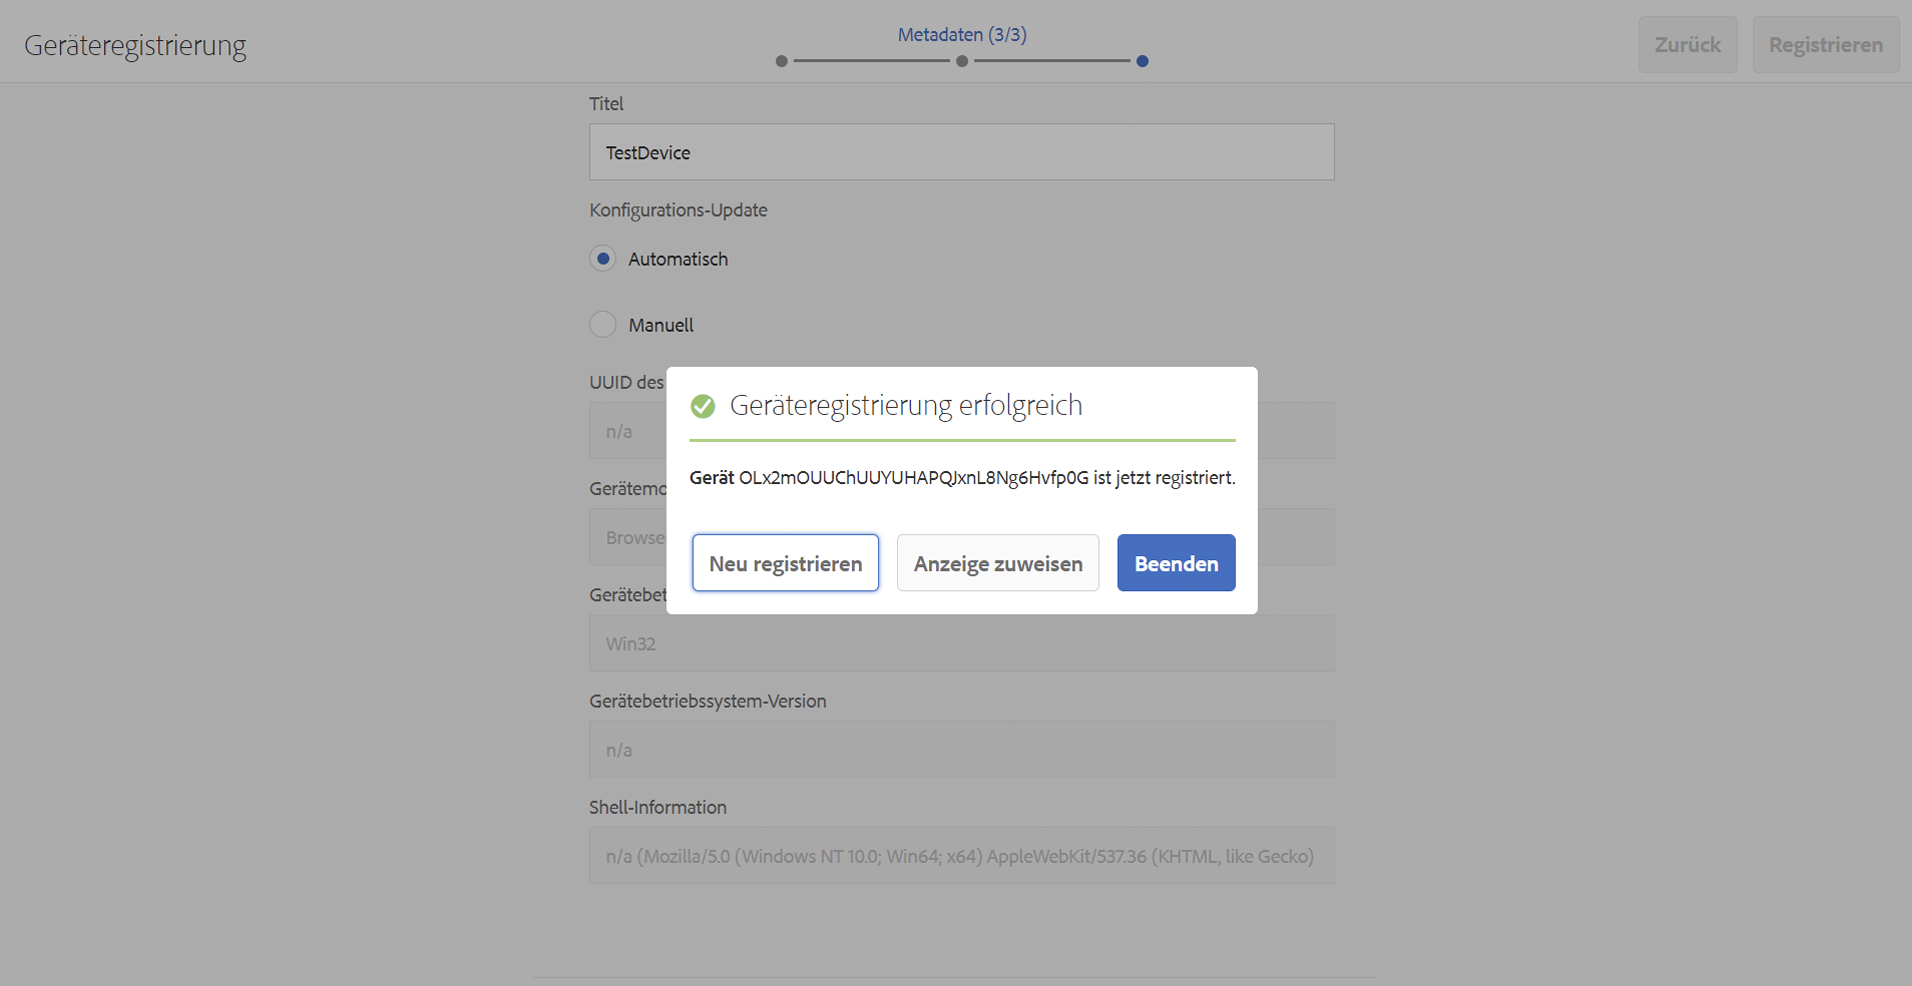 Geräteregistrierung
Metadaten (3/3)
Zurück
Registrieren
Titel
TestDevice
Konfigurations-Update
Automatisch
Manuell
UUID des
n/a
Geräteregistrierung erfolgreich
Gerät OLx2mOUUChUUYUHAPQJxnL8Ng6Hvfp0G ist jetzt registriert.
Neu registrieren
Anzeige zuweisen
Beenden
Gerätemo
Browse
Gerätebet
Win32
Gerätebetriebssystem-Version
n/a
Shell-Information
n/a (Mozilla/5.0 (Windows NT 10.0; Win64; x64) AppleWebKit/537.36 (KHTML, like Gecko)